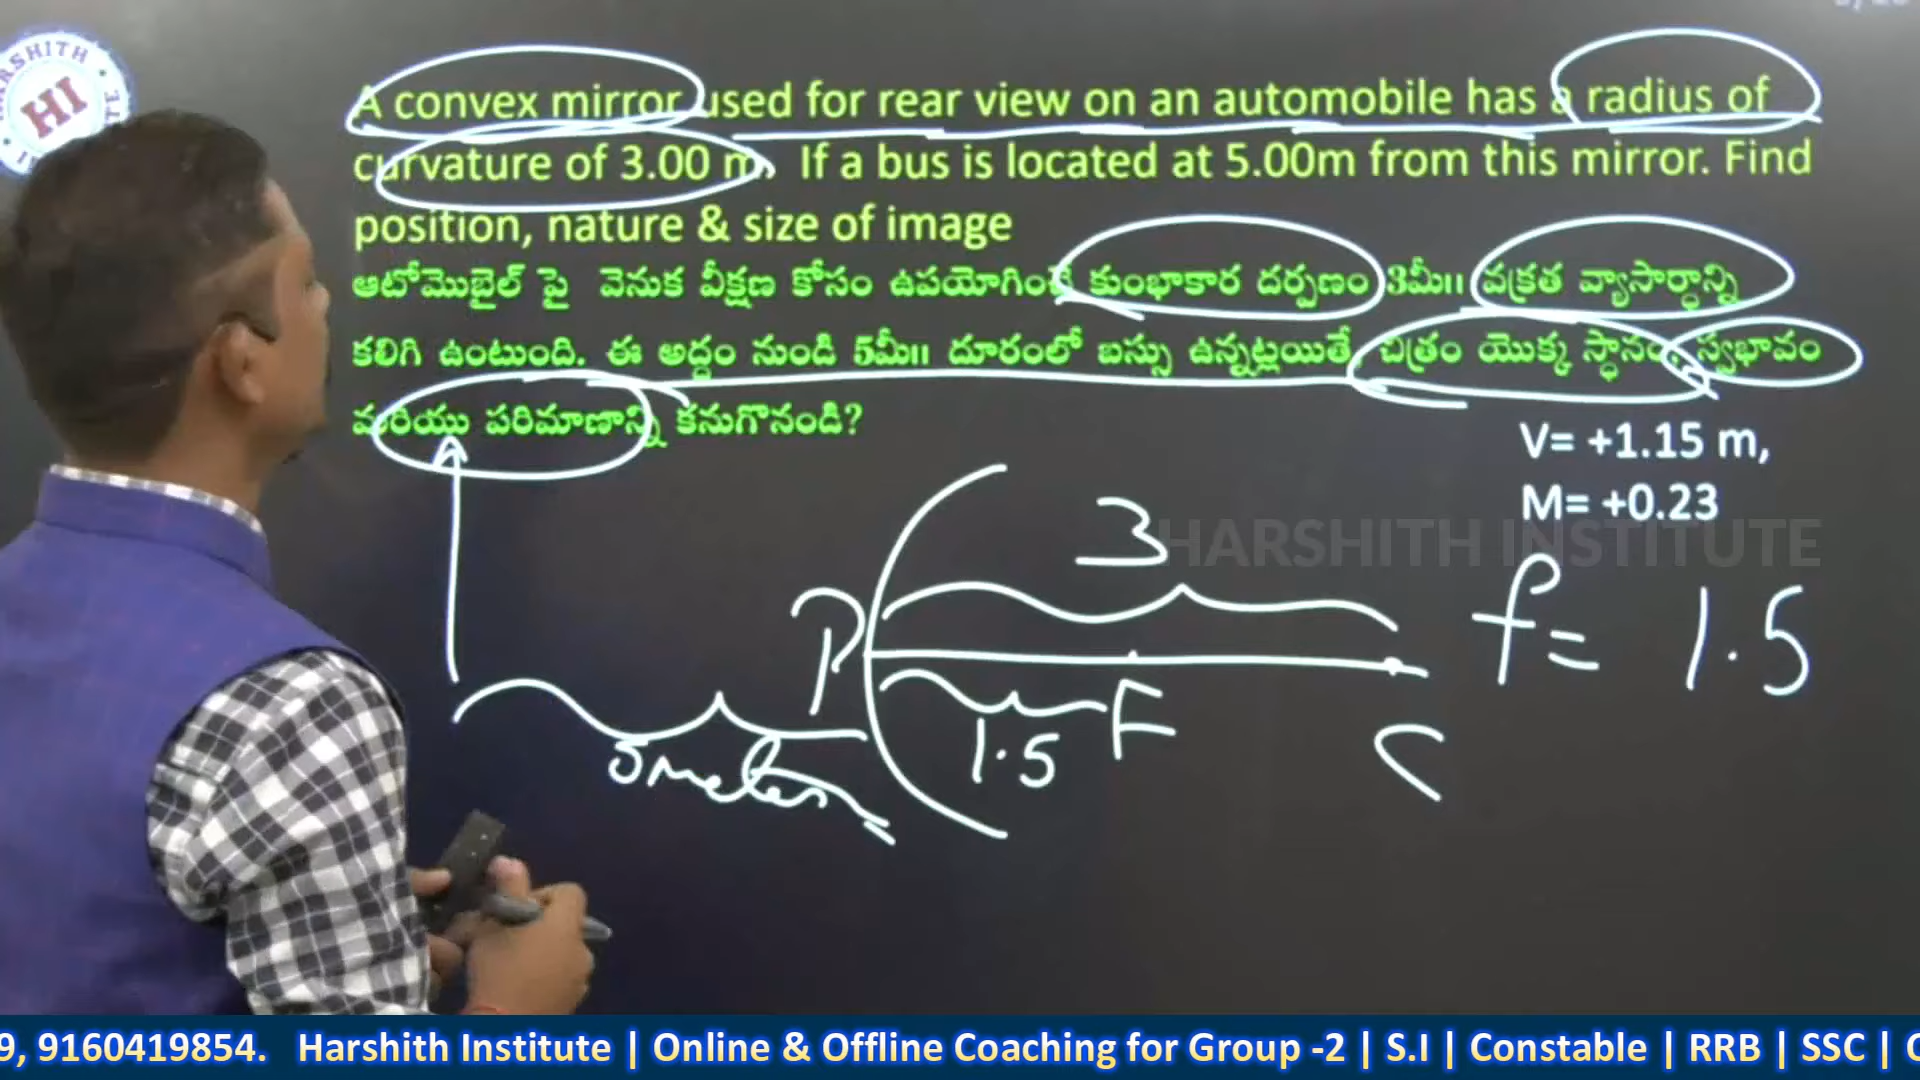 HARSHITH
HI
A convex mirror used for rear view on an automobile has a radius of
curvature of 3.00 m. If a bus is located at 5.00m from this mirror. Find
position, nature & size of image
ఆటోమొబైల్ పై వెనుక వీక్షణ కోసం ఉపయోగించే కుంభాకార దర్పణం 3మీ॥ వక్రత వ్యాసార్థాన్ని
కలిగి ఉంటుంది. ఈ అద్దం నుండి 5మీ॥ దూరంలో బస్సు ఉన్నట్లయితే, చిత్రం యొక్క స్థానం, స్వభావం
మరియు పరిమాణాన్ని కనుగొనండి?
V= +1.15 m,
M= +0.23
HARSHITH INSTITUTE
3
P
f = 1.5
F
C
1.5
5 meter
9, 9160419854. Harshith Institute | Online & Offline Coaching for Group -2 | S.I | Constable | RRB | SSC |